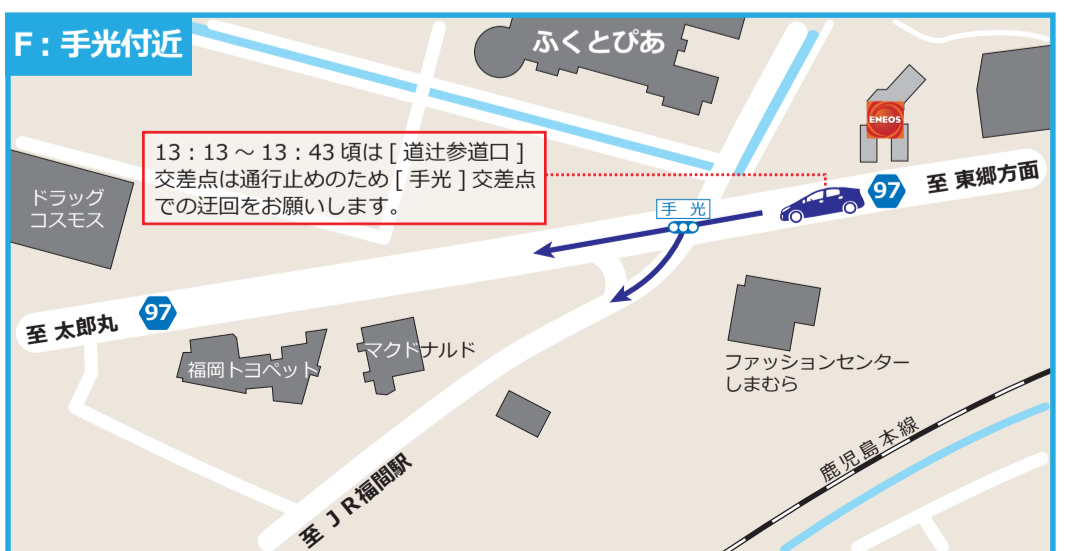 F：手光付近
ふくとぴあ
ENEOS
13：13 ～ 13：43 頃は [ 道辻参道口 ]
交差点は通行止めのため [ 手光 ] 交差点
での迂回をお願いします。
97
至 東郷方面
手 光
ドラッグ
コスモス
97
至 太郎丸
マクドナルド
福岡トヨペット
ファッションセンター
しまむら
鹿児島本線
至 ＪＲ福間駅